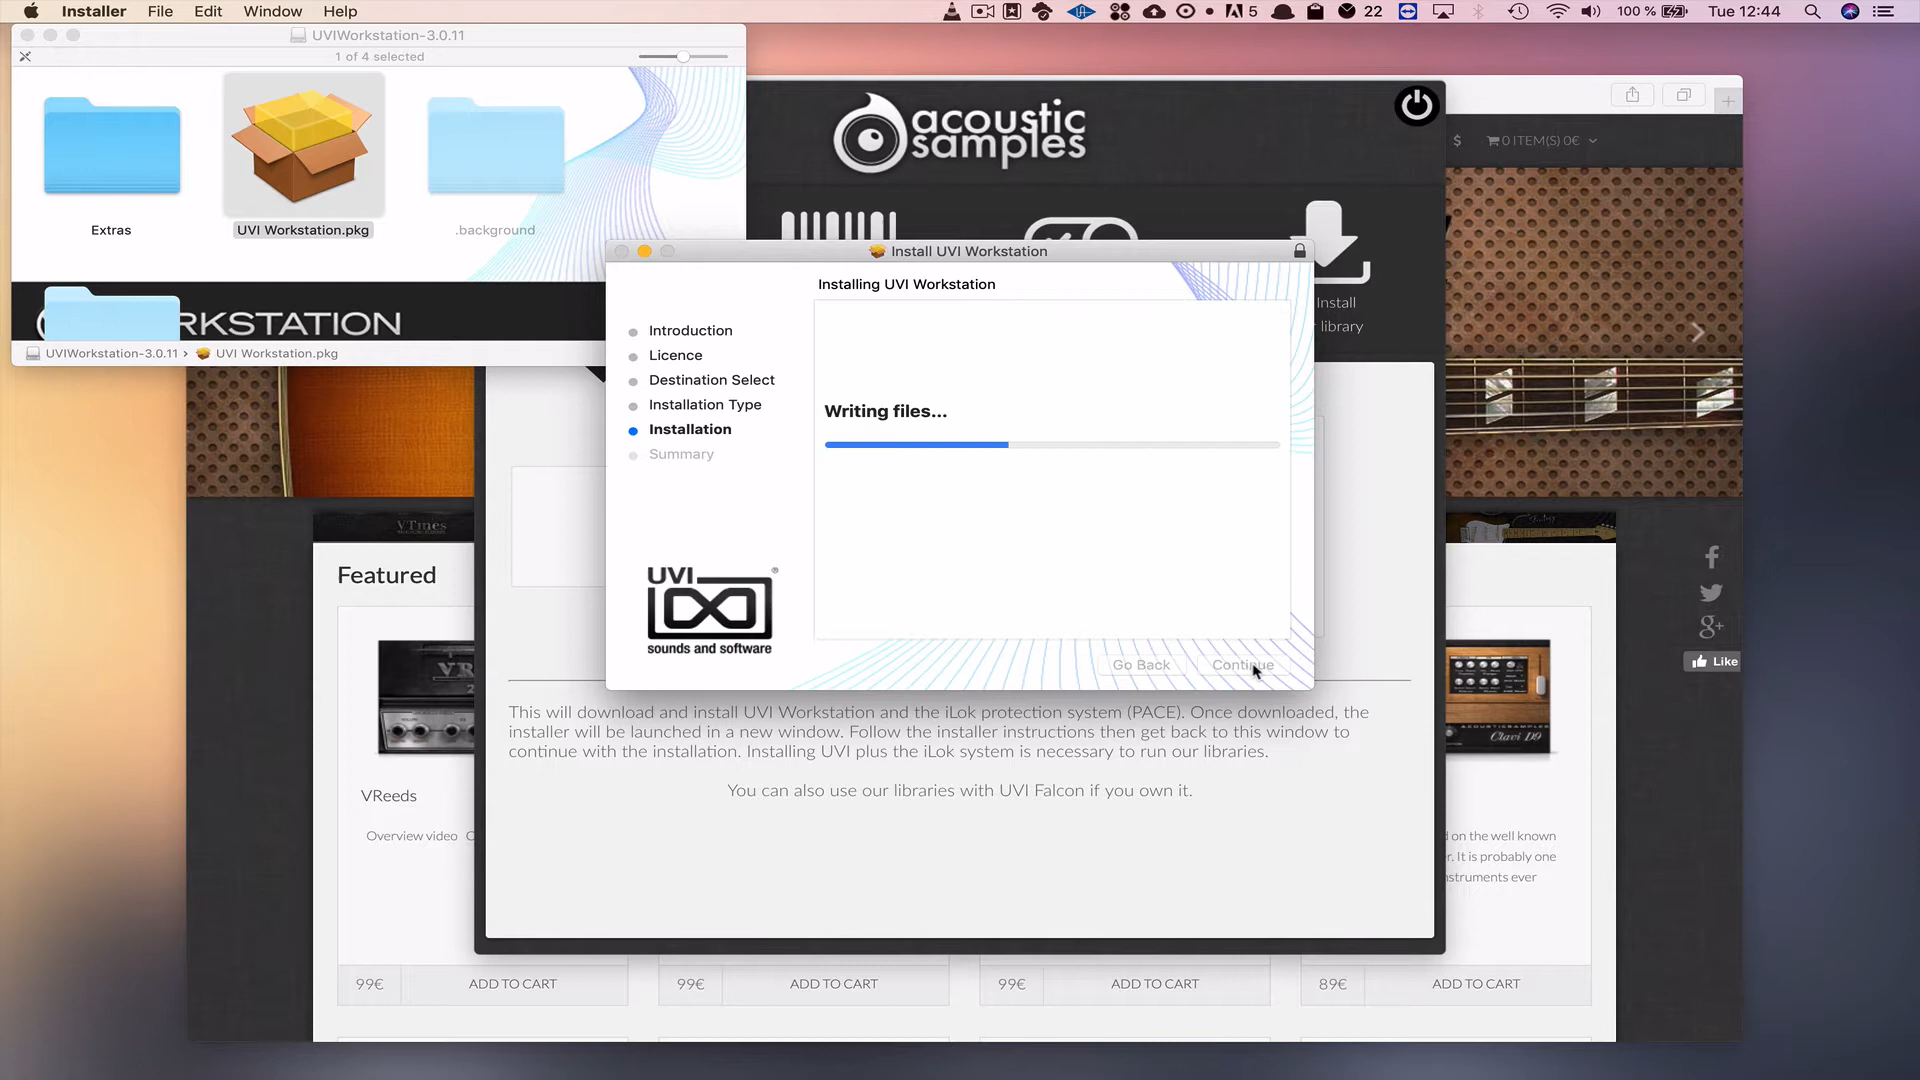 Installer File Edit Window Help
5 22 100 % Tue 12:44
UVIWorkstation-3.0.11
1 of 4 selected
Extras
UVI Workstation.pkg
.background
RKSTATION
UVIWorkstation-3.0.11 › UVI Workstation.pkg
acoustic
samples
$ 0 ITEM(S) 0€
Install
library
Install UVI Workstation
Installing UVI Workstation
Introduction
Licence
Destination Select
Installation Type
Installation
Summary
Writing files...
UVI
sounds and software
Go Back Continue
This will download and install UVI Workstation and the iLok protection system (PACE). Once downloaded, the
installer will be launched in a new window. Follow the installer instructions then get back to this window to
continue with the installation. Installing UVI plus the iLok system is necessary to run our libraries.
You can also use our libraries with UVI Falcon if you own it.
VTines
Featured
VReeds
Overview video
Clavi D9
on the well known
It is probably one
instruments ever
Like
99€ ADD TO CART
99€ ADD TO CART
99€ ADD TO CART
89€ ADD TO CART